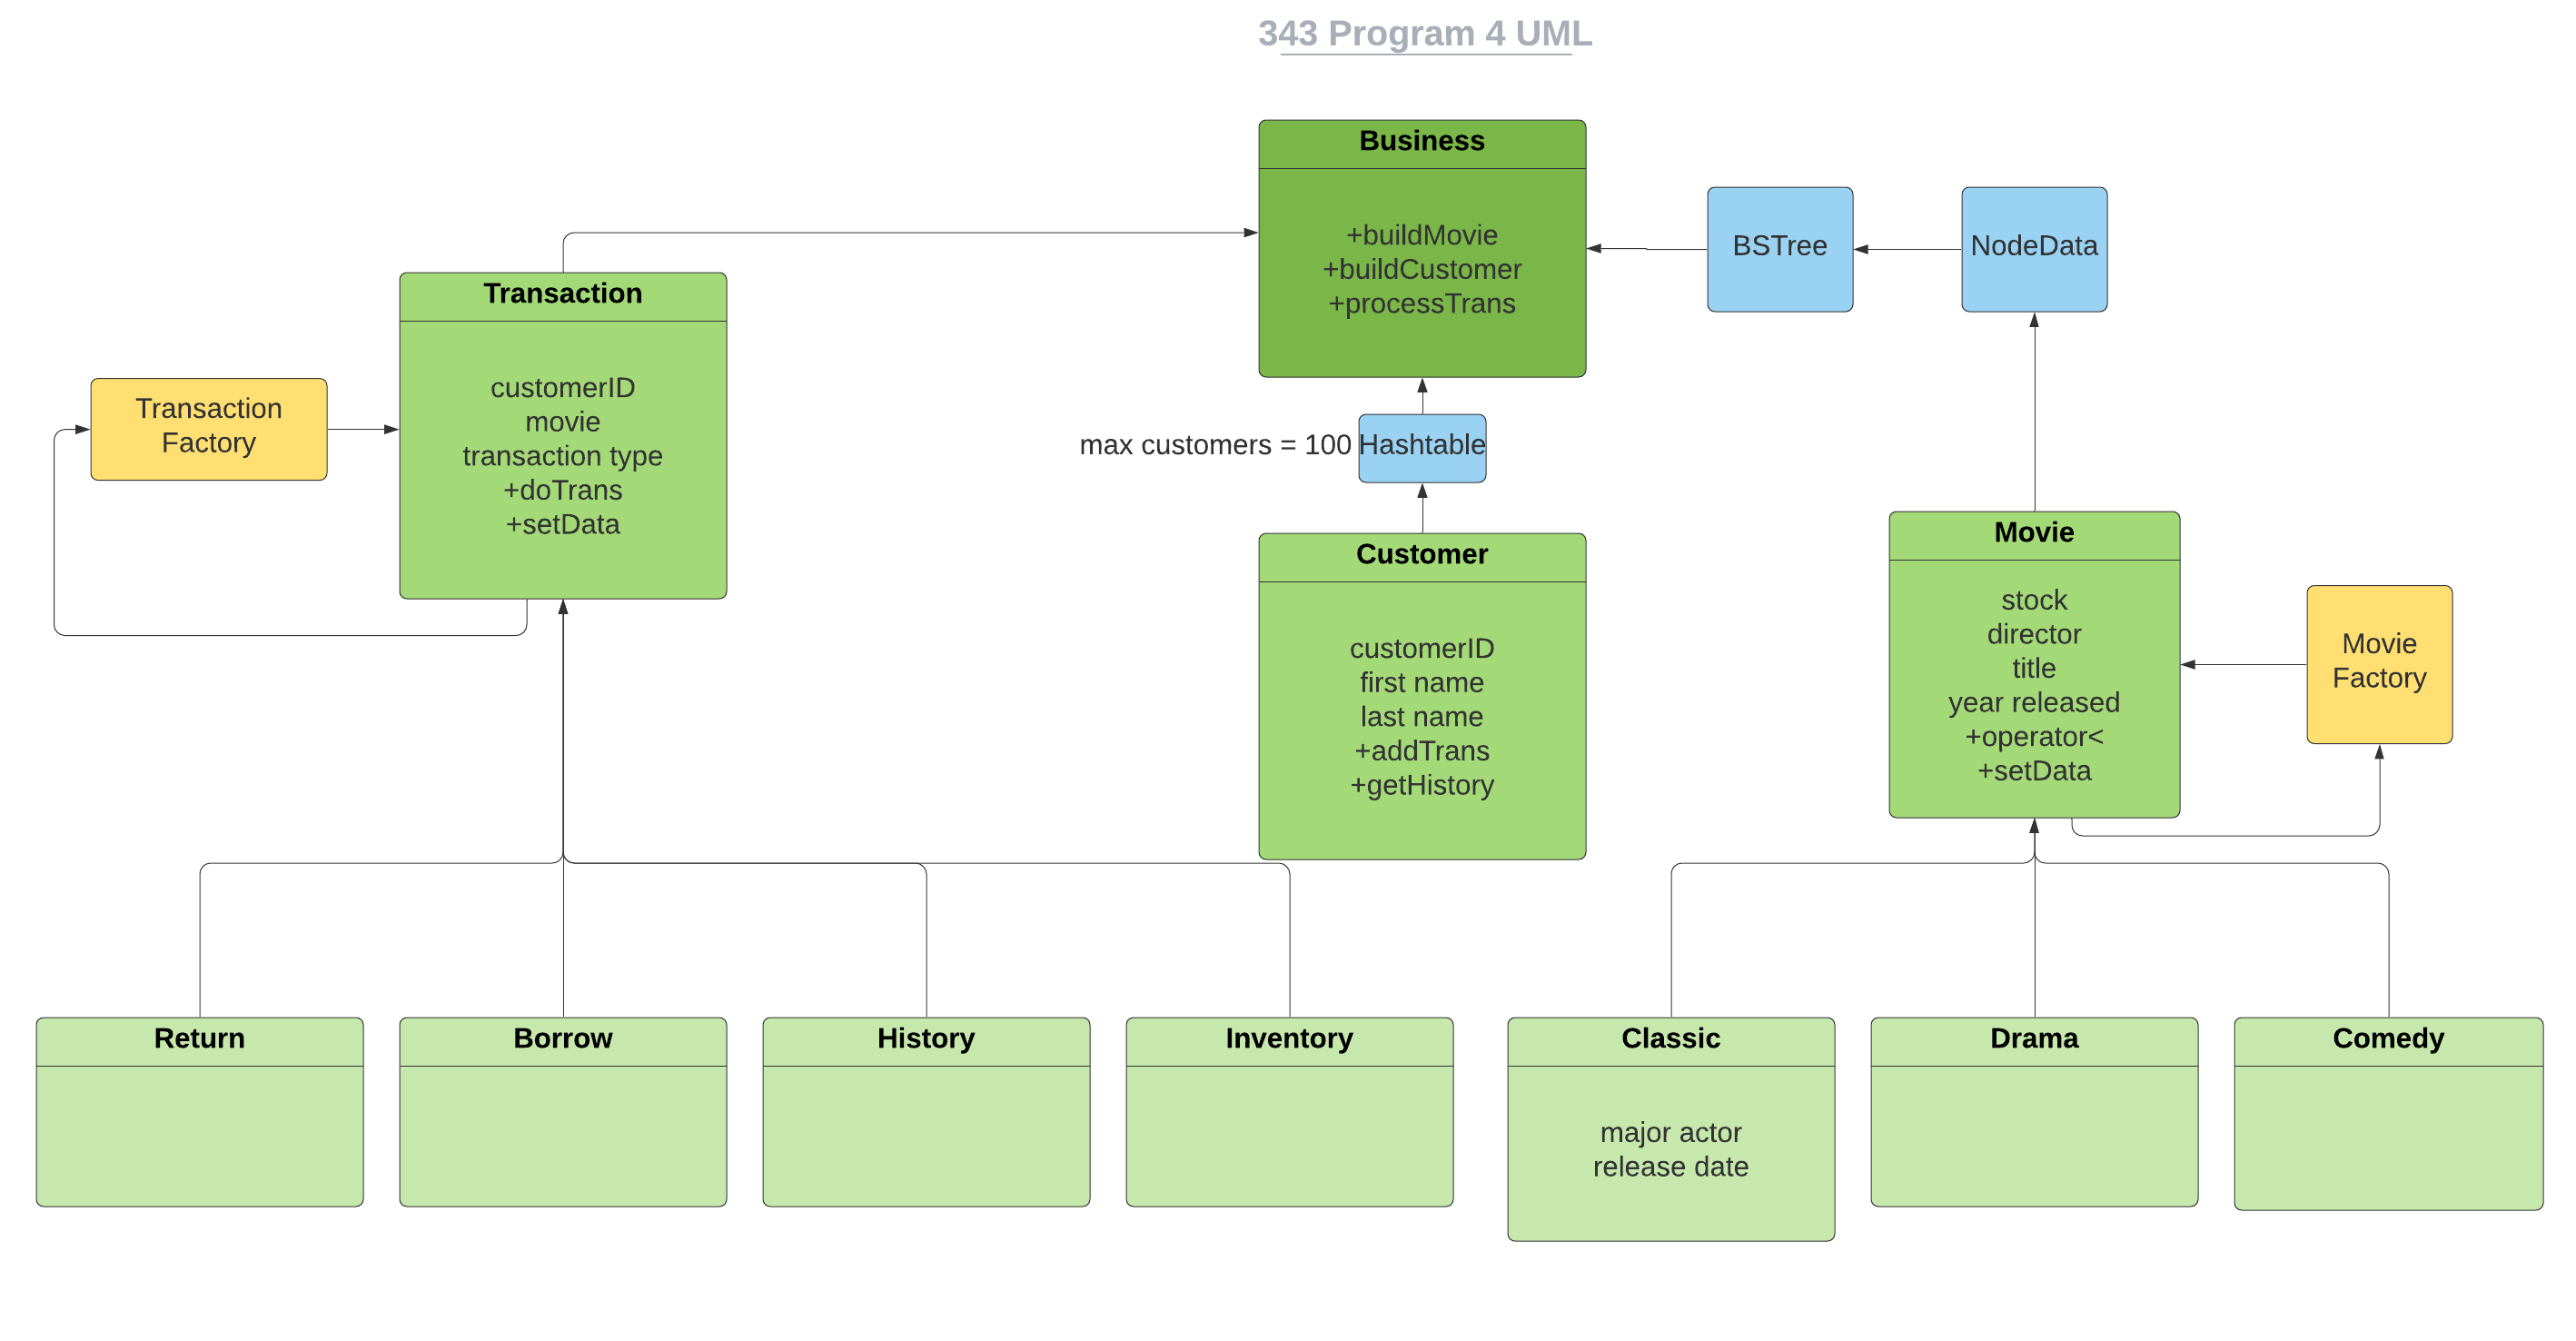 343 Program 4 UML
Business
+buildMovie
+buildCustomer
+processTrans
BSTree
NodeData
Transaction
customerID
movie
transaction type
+doTrans
+setData
Transaction
Factory
max customers = 100
Hashtable
Customer
customerID
first name
last name
+addTrans
+getHistory
Movie
stock
director
title
year released
+operator<
+setData
Movie
Factory
Return
Borrow
History
Inventory
Classic
major actor
release date
Drama
Comedy